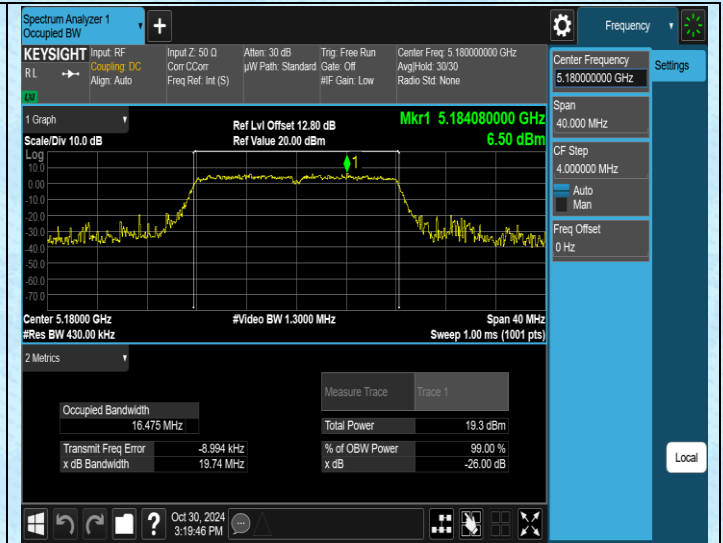 Spectrum Analyzer 1
Occupied BW
+
Frequency
KEYSIGHT
RL
LXI
Input: RF
Coupling: DC
Align: Auto
Input Z: 50 Ω
Corr CCorr
Freq Ref: Int (S)
Atten: 30 dB
µW Path: Standard
Trig: Free Run
Gate: Off
#IF Gain: Low
Center Freq: 5.180000000 GHz
Avg|Hold: 30/30
Radio Std: None
Center Frequency
5.180000000 GHz
Settings
Span
40.000 MHz
CF Step
4.000000 MHz
Auto
Man
Freq Offset
0 Hz
Local
1 Graph
Scale/Div 10.0 dB
Ref Lvl Offset 12.80 dB
Ref Value 20.00 dBm
Mkr1 5.184080000 GHz
6.50 dBm
Log
10.0
0.00
-10.0
-20.0
-30.0
-40.0
-50.0
-60.0
-70.0
1
Center 5.18000 GHz
#Res BW 430.00 kHz
#Video BW 1.3000 MHz
Span 40 MHz
Sweep 1.00 ms (1001 pts)
2 Metrics
Measure Trace
Trace 1
Occupied Bandwidth
16.475 MHz
Total Power
19.3 dBm
Transmit Freq Error
-8.994 kHz
% of OBW Power
99.00 %
x dB Bandwidth
19.74 MHz
x dB
-26.00 dB
?
Oct 30, 2024
3:19:46 PM